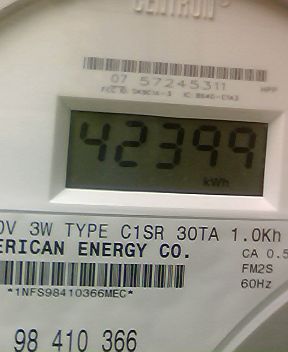 CENTRON
07 57245311
HPP
42399
kWh
0V 3W TYPE C1SR 30TA 1.0Kh
ERICAN ENERGY CO.
CA 0.5
FM2S
60Hz
*1NFS98410366MEC*
98 410 366